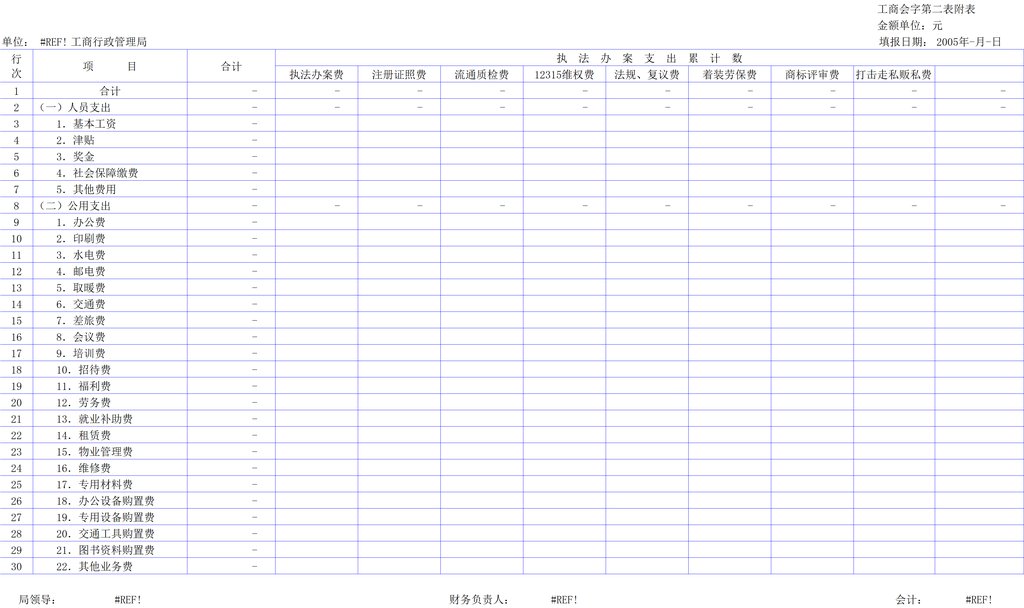 工商会字第二表附表
金额单位：元
单位： #REF! 工商行政管理局 填报日期： 2005年-月-日
行次 项 目 合计 执 法 办 案 支 出 累 计 数
执法办案费 注册证照费 流通质检费 12315维权费 法规、复议费 着装劳保费 商标评审费 打击走私贩私费
1 合计 - - - - - - - - - -
2 （一）人员支出 - - - - - - - - - -
3 1．基本工资 -
4 2．津贴 -
5 3．奖金 -
6 4．社会保障缴费 -
7 5．其他费用 -
8 （二）公用支出 - - - - - - - - - -
9 1．办公费 -
10 2．印刷费 -
11 3．水电费 -
12 4．邮电费 -
13 5．取暖费 -
14 6．交通费 -
15 7．差旅费 -
16 8．会议费 -
17 9．培训费 -
18 10．招待费 -
19 11．福利费 -
20 12．劳务费 -
21 13．就业补助费 -
22 14．租赁费 -
23 15．物业管理费 -
24 16．维修费 -
25 17．专用材料费 -
26 18．办公设备购置费 -
27 19．专用设备购置费 -
28 20．交通工具购置费 -
29 21．图书资料购置费 -
30 22．其他业务费 -
局领导： #REF! 财务负责人： #REF! 会计： #REF!